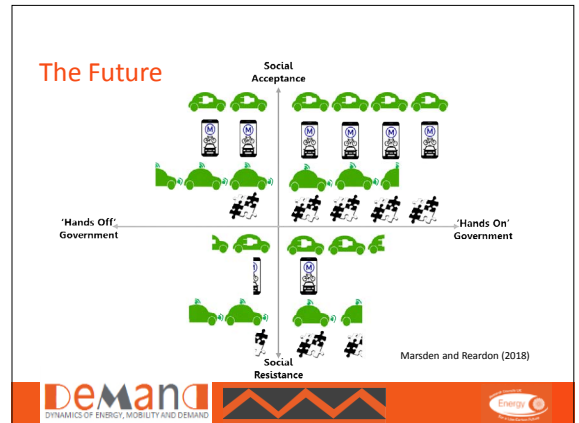 The Future
Social
Acceptance
M
M
M
M
M
M
'Hands Off'
Government
'Hands On'
Government
M
Social
Resistance
Marsden and Reardon (2018)
DeMand
DYNAMICS OF ENERGY, MOBILITY AND DEMAND
Energy